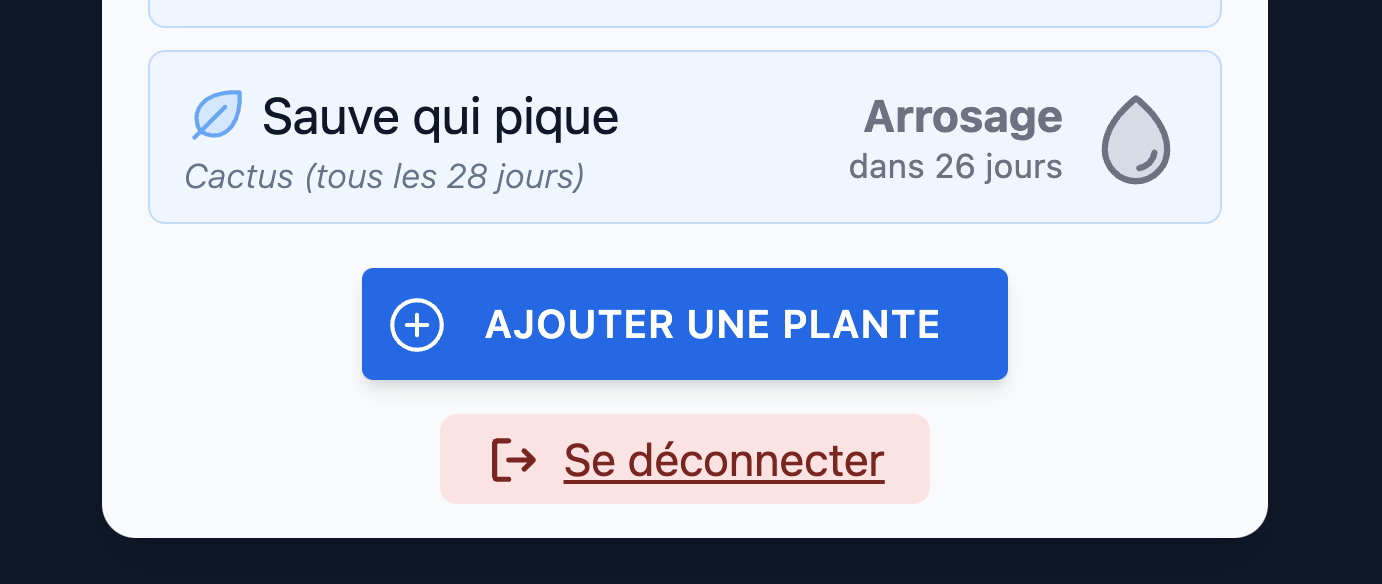 Sauve qui pique
Cactus (tous les 28 jours)
Arrosage
dans 26 jours
AJOUTER UNE PLANTE
Se déconnecter